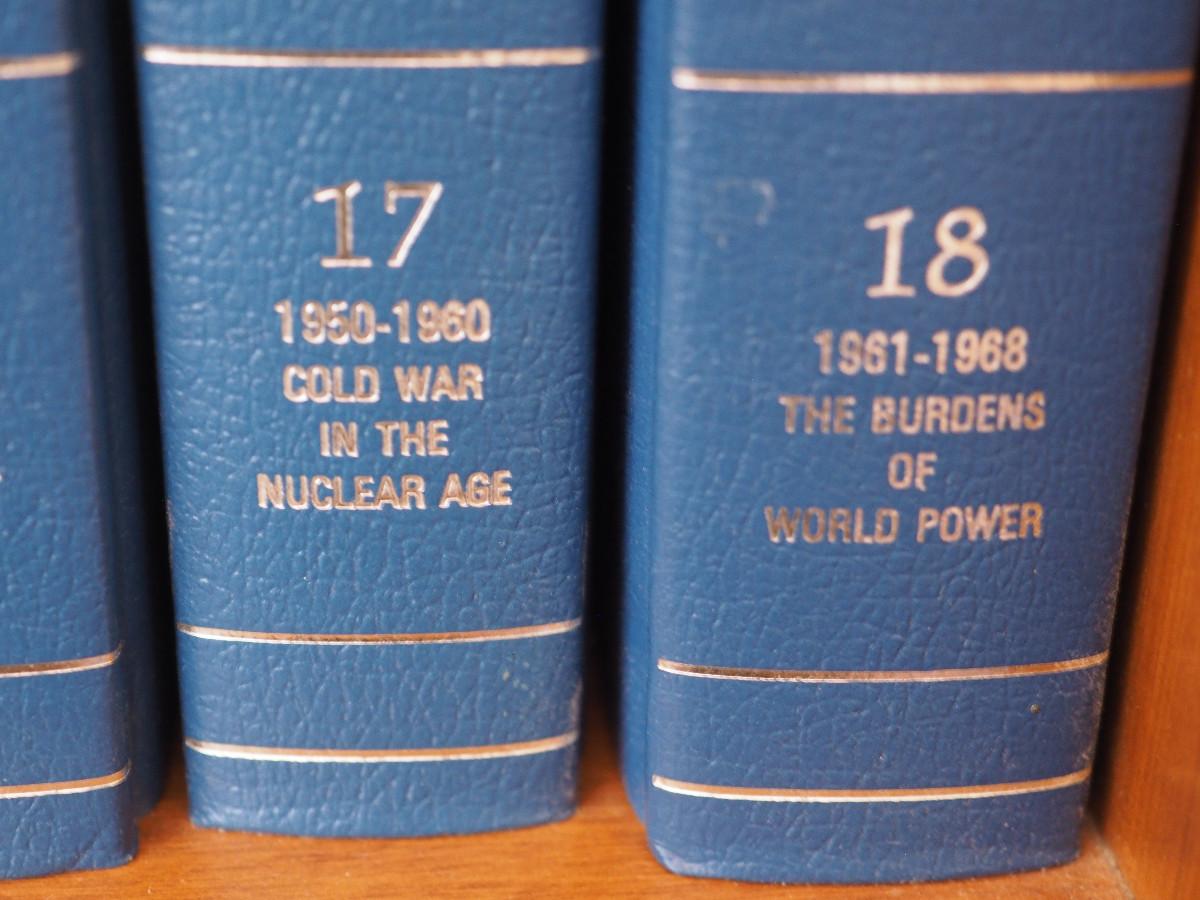 17
1950-1960
COLD WAR
IN THE
NUCLEAR AGE
18
1961-1968
THE BURDENS
OF
WORLD POWER